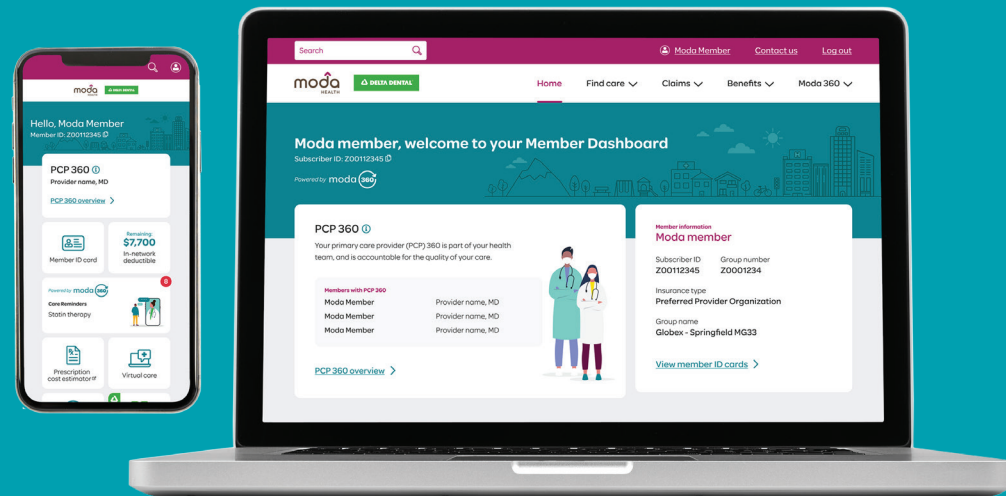 moda
HEALTH
DELTA DENTAL
Hello, Moda Member
Member ID: Z00112345
PCP 360
Provider name, MD
PCP 360 overview
Member ID card
Remaining:
$7,700
In-network
deductible
8
Powered by moda 360
Care Reminders
Statin therapy
Prescription
cost estimator
Virtual care
Search
Moda Member
Contact us
Log out
moda
HEALTH
DELTA DENTAL
Home
Find care
Claims
Benefits
Moda 360
Moda member, welcome to your Member Dashboard
Subscriber ID: Z00112345
Powered by moda 360
PCP 360
Your primary care provider (PCP) 360 is part of your health
team, and is accountable for the quality of your care.
Members with PCP 360
Moda Member Provider name, MD
Moda Member Provider name, MD
Moda Member Provider name, MD
PCP 360 overview
Member information
Moda member
Subscriber ID Group number
Z00112345 Z0001234
Insurance type
Preferred Provider Organization
Group name
Globex - Springfield MG33
View member ID cards